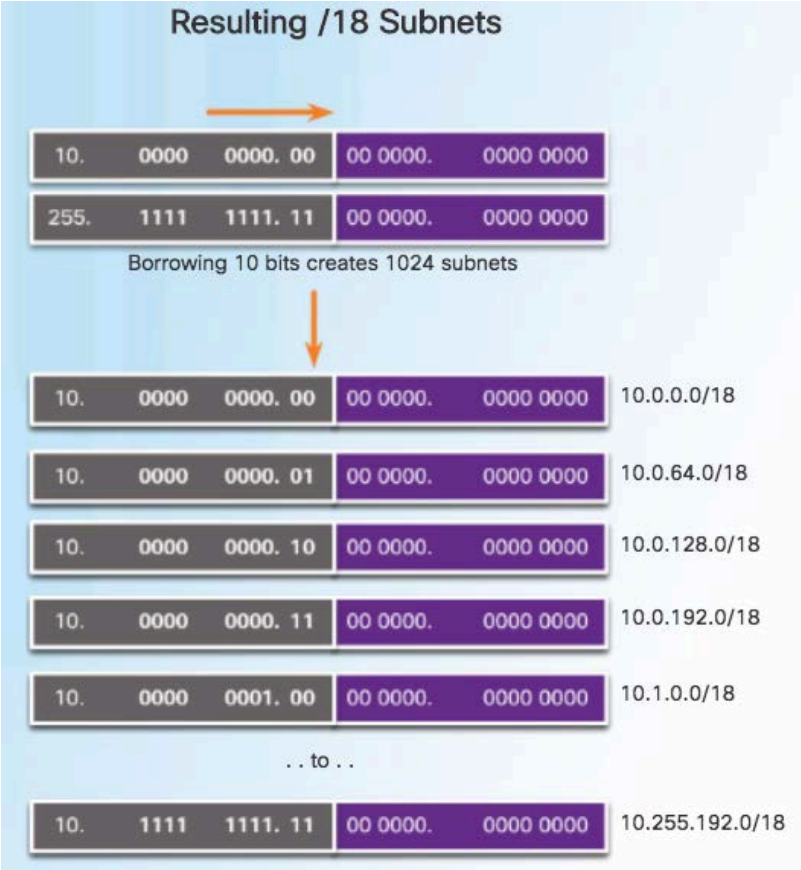 Resulting /18 Subnets
10. 0000 0000. 00 00 0000. 0000 0000
255. 1111 1111. 11 00 0000. 0000 0000
Borrowing 10 bits creates 1024 subnets
10. 0000 0000. 00 00 0000. 0000 0000 10.0.0.0/18
10. 0000 0000. 01 00 0000. 0000 0000 10.0.64.0/18
10. 0000 0000. 10 00 0000. 0000 0000 10.0.128.0/18
10. 0000 0000. 11 00 0000. 0000 0000 10.0.192.0/18
10. 0000 0001. 00 00 0000. 0000 0000 10.1.0.0/18
. . to . .
10. 1111 1111. 11 00 0000. 0000 0000 10.255.192.0/18